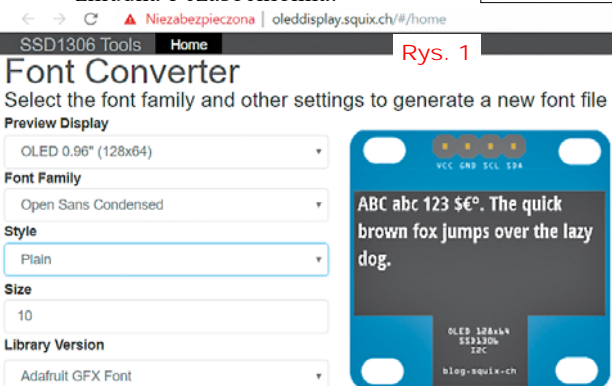 Niezabezpieczona | oleddisplay.squix.ch/#/home
SSD1306 Tools Home
Rys. 1
Font Converter
Select the font family and other settings to generate a new font file
Preview Display
OLED 0.96" (128x64)
Font Family
Open Sans Condensed
Style
Plain
Size
10
Library Version
Adafruit GFX Font
VCC GND SCL SDA
ABC abc 123 $€°. The quick
brown fox jumps over the lazy
dog.
OLED 128x64
SSD1306
I2C
blog.squix.ch